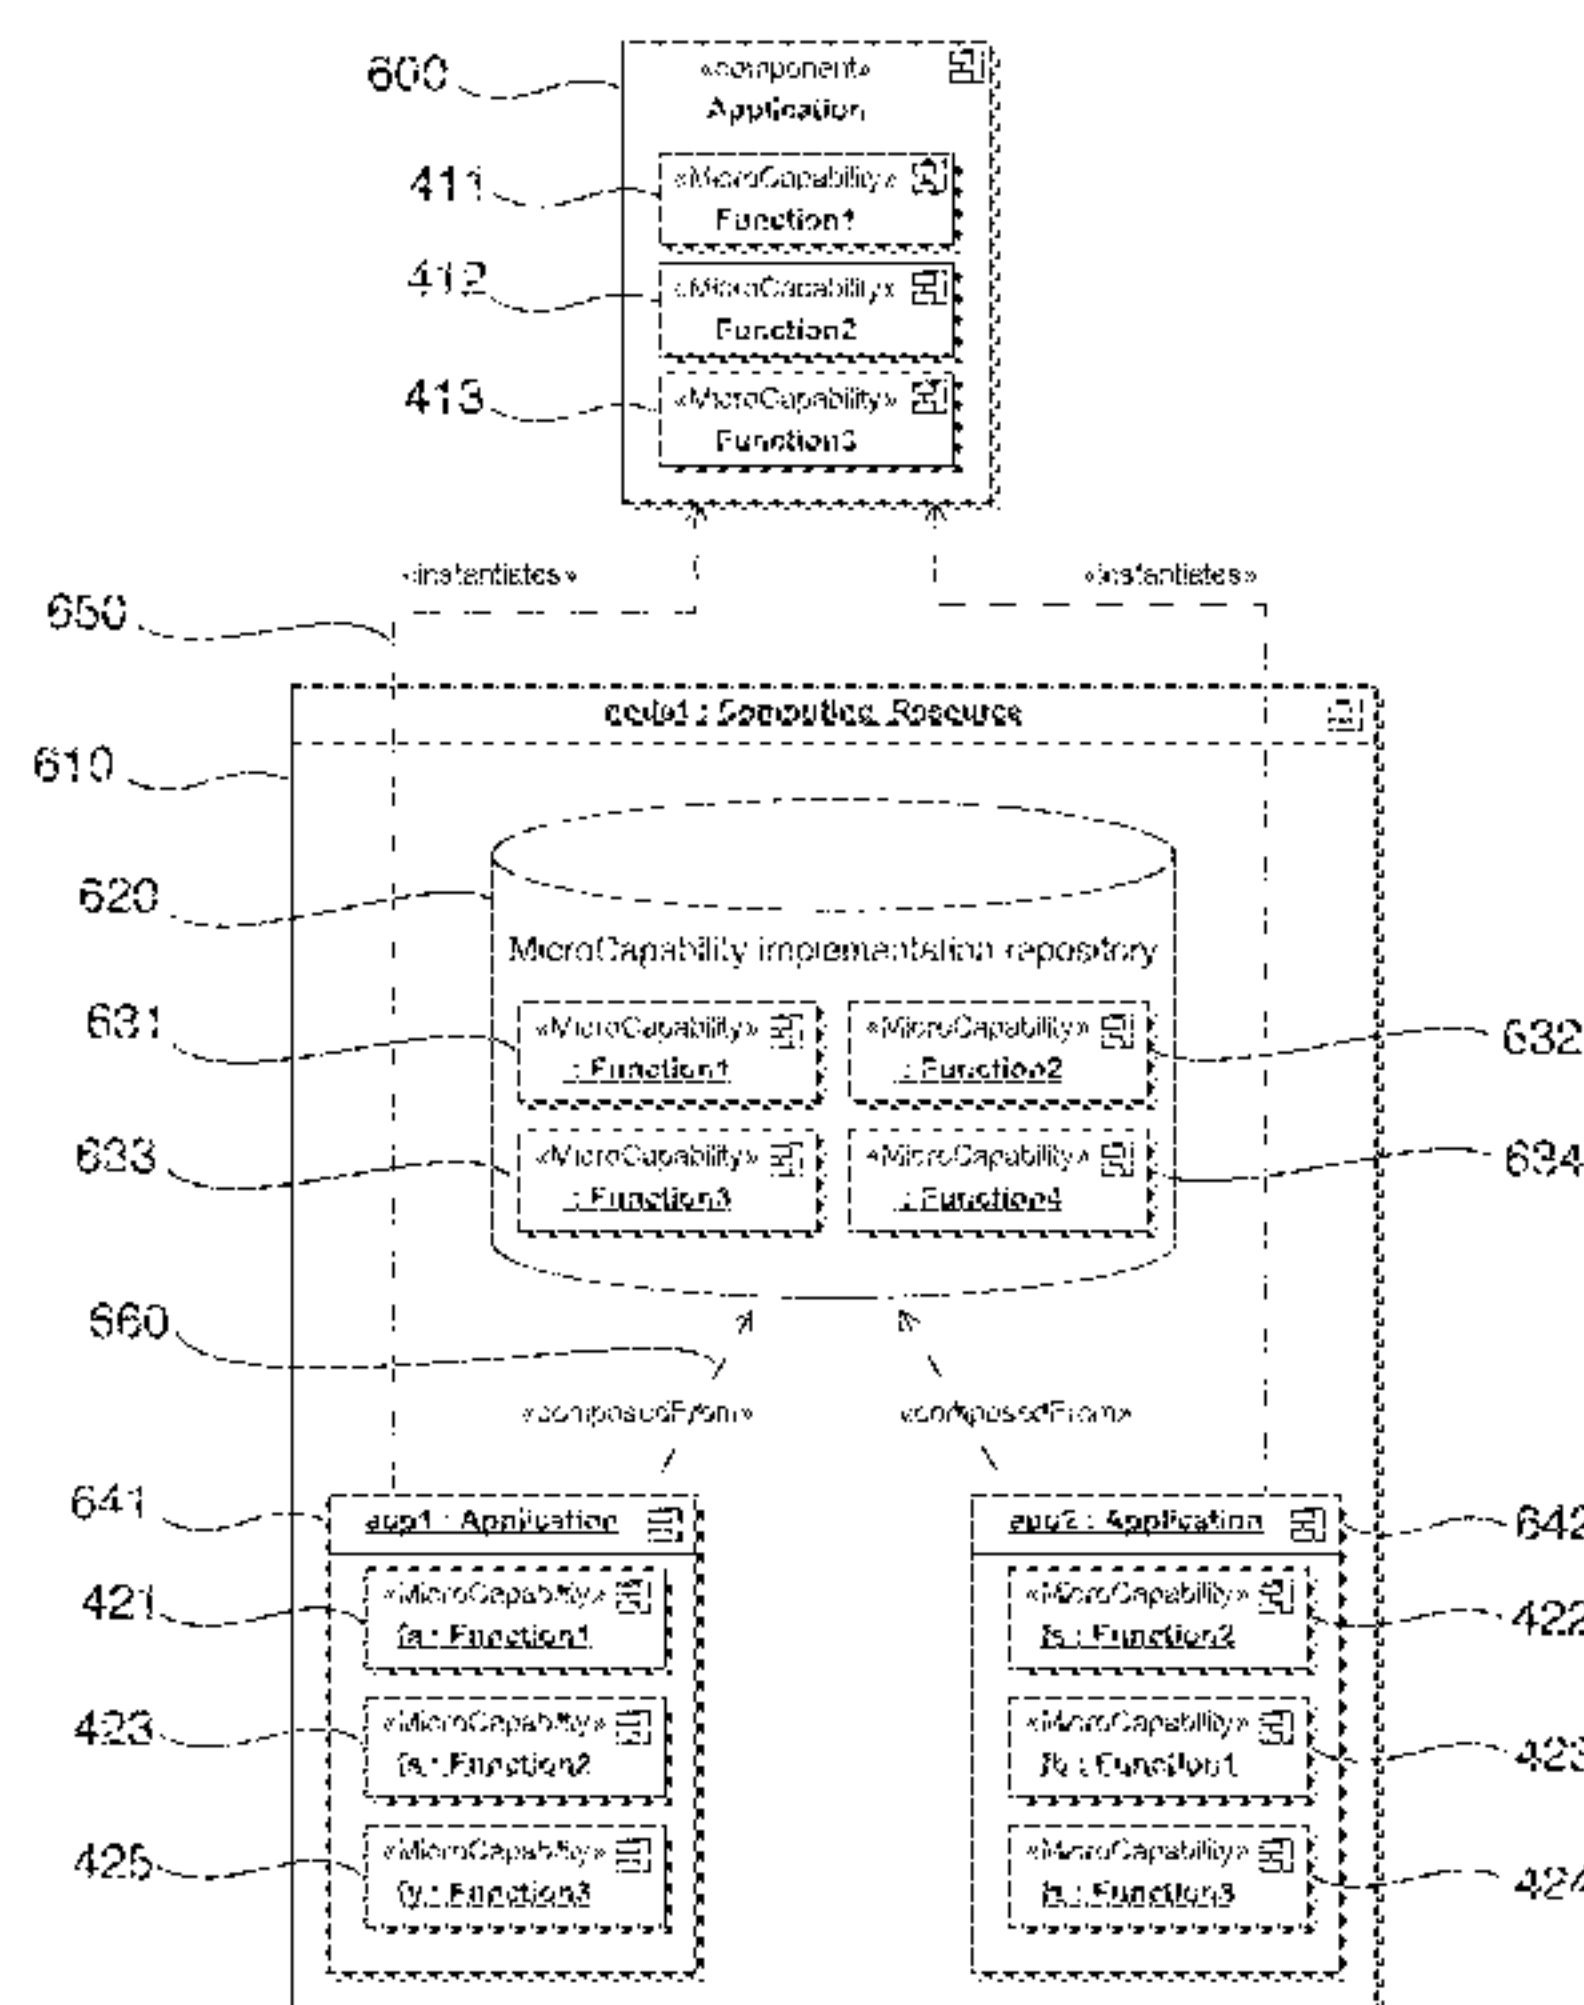 600
«component»
Application
411
«MicroCapability»
Function1
412
«MicroCapability»
Function2
413
«MicroCapability»
Function3
«instantiates»
«instantiates»
650
node1 : Computing Resource
610
620
MicroCapability implementation repository
631
«MicroCapability»
: Function1
«MicroCapability»
: Function2
632
633
«MicroCapability»
: Function3
«MicroCapability»
: Function4
634
660
«composedFrom»
«composedFrom»
641
app1 : Application
app2 : Application
642
421
«MicroCapability»
: Function1
«MicroCapability»
: Function2
422
423
«MicroCapability»
: Function2
«MicroCapability»
: Function1
423
425
«MicroCapability»
: Function3
«MicroCapability»
: Function3
424